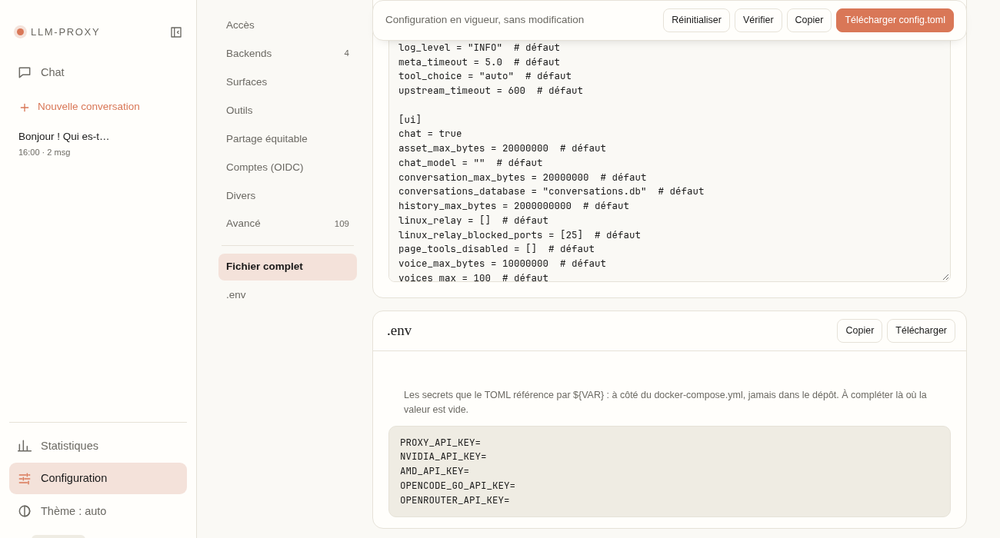 LLM-PROXY
Chat
Nouvelle conversation
Bonjour ! Qui es-t…
16:00 · 2 msg
Statistiques
Configuration
Thème : auto
Accès
Backends 4
Surfaces
Outils
Partage équitable
Comptes (OIDC)
Divers
Avancé 109
Fichier complet
.env
Configuration en vigueur, sans modification
Réinitialiser
Vérifier
Copier
Télécharger config.toml
log_level = "INFO"  # défaut
meta_timeout = 5.0  # défaut
tool_choice = "auto"  # défaut
upstream_timeout = 600  # défaut
[ui]
chat = true
asset_max_bytes = 20000000  # défaut
chat_model = ""  # défaut
conversation_max_bytes = 20000000  # défaut
conversations_database = "conversations.db"  # défaut
history_max_bytes = 2000000000  # défaut
linux_relay = []  # défaut
linux_relay_blocked_ports = [25]  # défaut
page_tools_disabled = []  # défaut
voice_max_bytes = 10000000  # défaut
voices_max = 100  # défaut
.env
Copier
Télécharger
Les secrets que le TOML référence par ${VAR} : à côté du docker-compose.yml, jamais dans le dépôt. À compléter là où la
valeur est vide.
PROXY_API_KEY=
NVIDIA_API_KEY=
AMD_API_KEY=
OPENCODE_GO_API_KEY=
OPENROUTER_API_KEY=